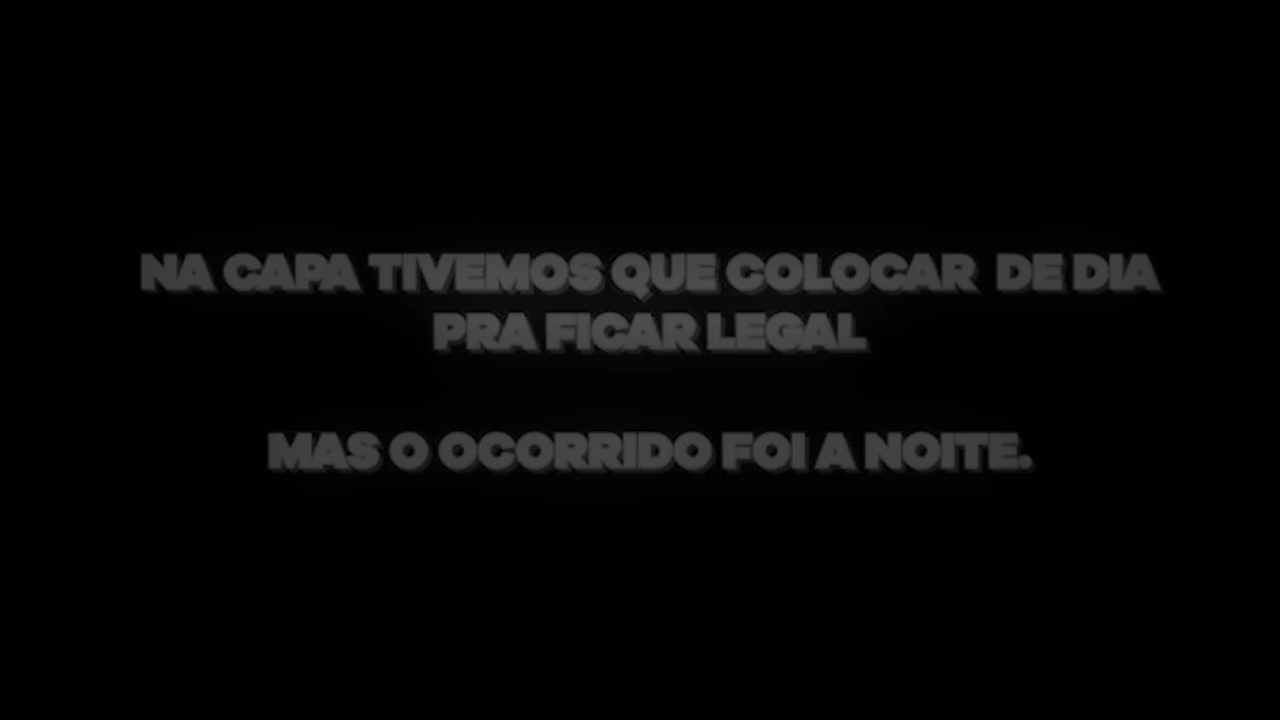 NA CAPA TIVEMOS QUE COLOCAR DE DIA
PRA FICAR LEGAL
MAS O OCORRIDO FOI A NOITE.